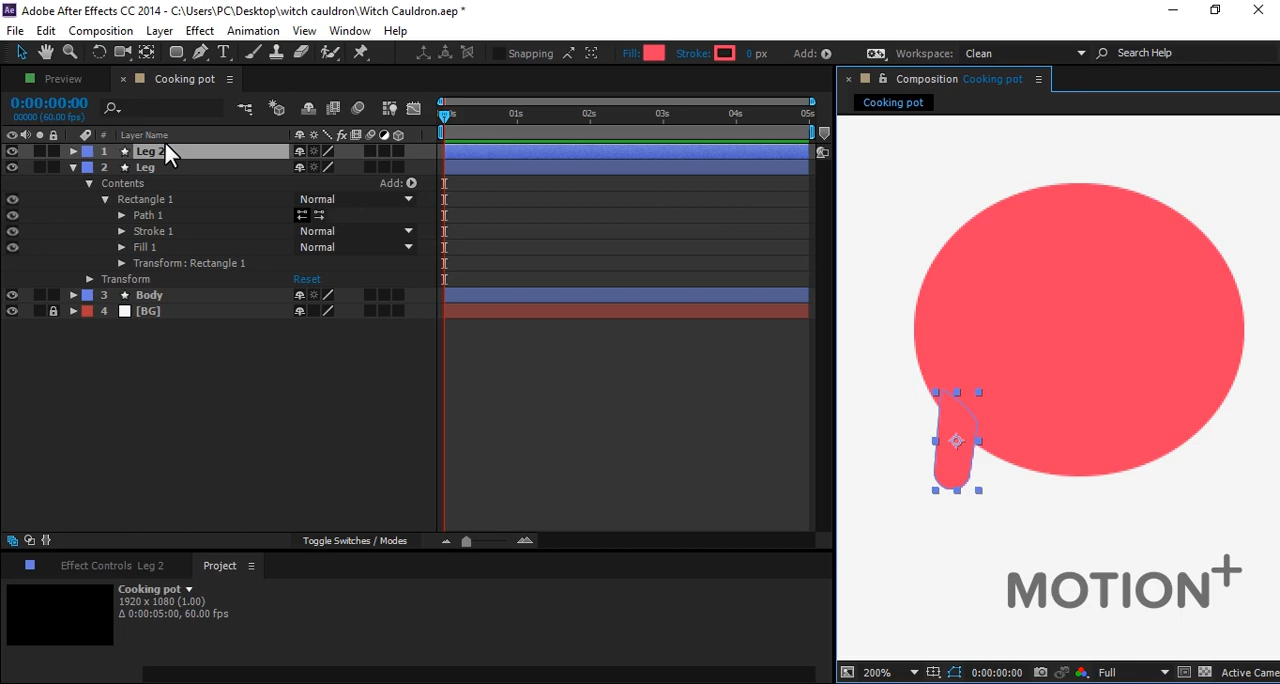 Adobe After Effects CC 2014 - C:\Users\PC\Desktop\witch cauldron\Witch Cauldron.aep *
File Edit Composition Layer Effect Animation View Window Help
Snapping Fill: Stroke: 0 px Add: Workspace: Clean Search Help
Preview × Cooking pot
× Composition Cooking pot
0:00:00:00
00000 (60.00 fps)
01s 02s 03s 04s 05s
Cooking pot
# Layer Name
1 Leg 2
2 Leg
Contents Add:
Rectangle 1 Normal
Path 1
Stroke 1 Normal
Fill 1 Normal
Transform: Rectangle 1
Transform Reset
3 Body
4 [BG]
Toggle Switches / Modes
Effect Controls Leg 2 Project
Cooking pot
1920 x 1080 (1.00)
Δ 0:00:05:00, 60.00 fps
MOTION+
200% 0:00:00:00 Full Active Came